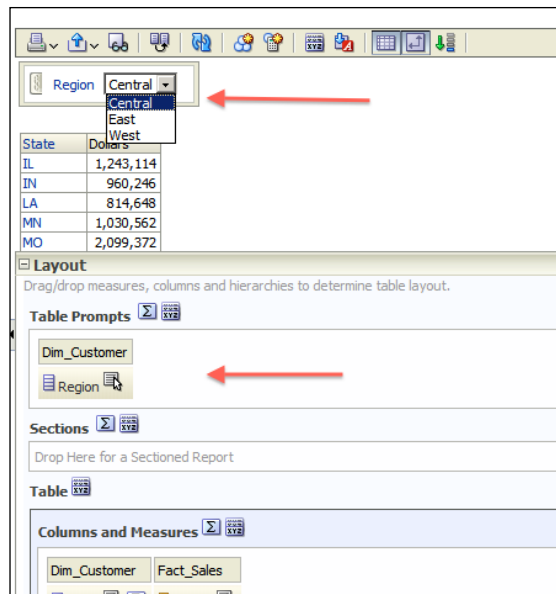 Region Central
Central
East
West
State Dollars
IL 1,243,114
IN 960,246
LA 814,648
MN 1,030,562
MO 2,099,372
Layout
Drag/drop measures, columns and hierarchies to determine table layout.
Table Prompts
Dim_Customer
Region
Sections
Drop Here for a Sectioned Report
Table
Columns and Measures
Dim_Customer Fact_Sales